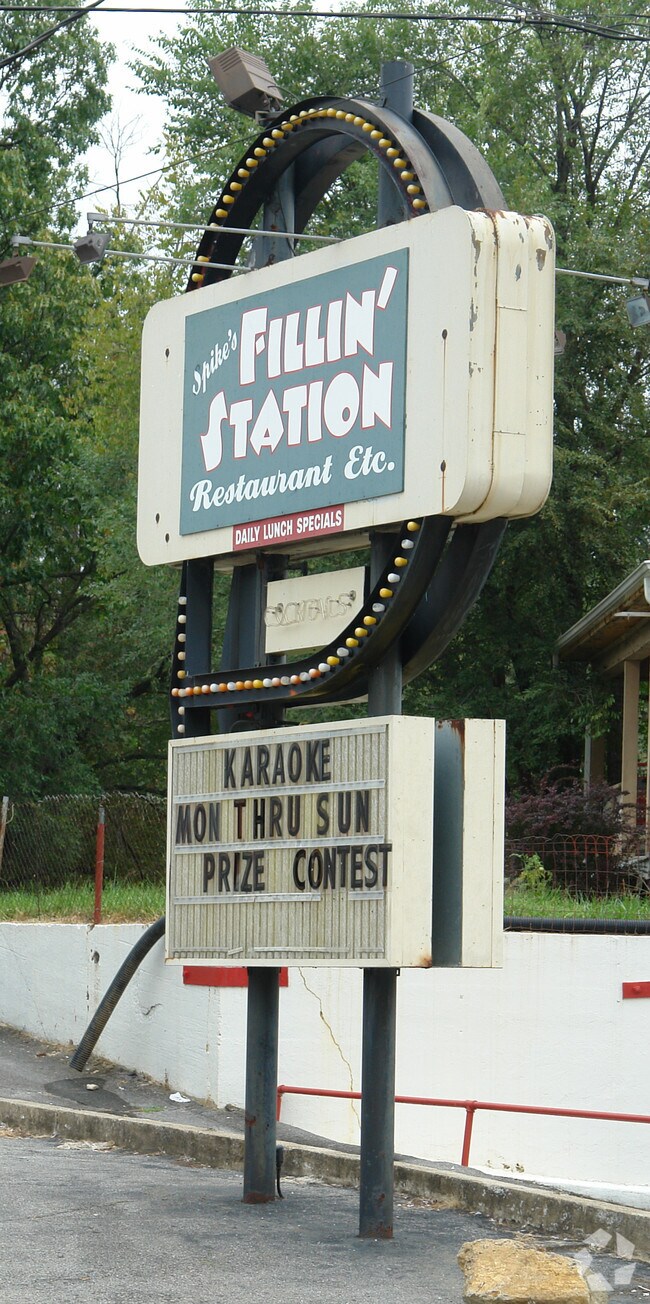 Spike's
FILLIN'
STATION
Restaurant Etc.
DAILY LUNCH SPECIALS
KARAOKE
MON THRU SUN
PRIZE CONTEST